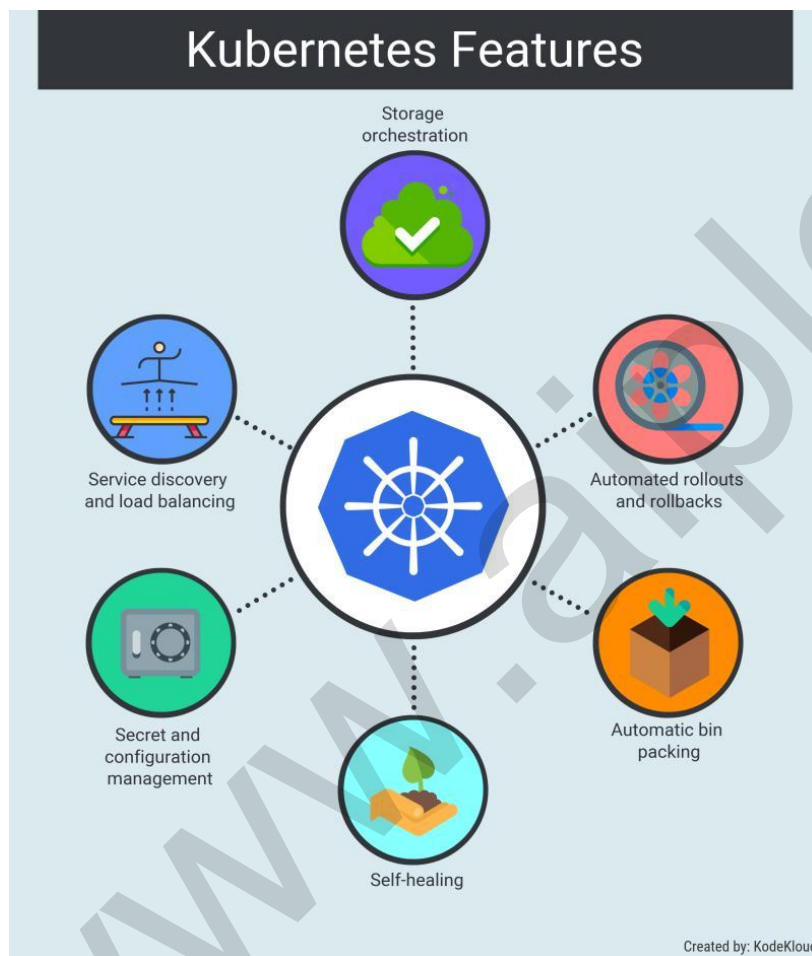 Kubernetes Features
Storage
orchestration
Service discovery
and load balancing
Automated rollouts
and rollbacks
Secret and
configuration
management
Automatic bin
packing
Self-healing
Created by: KodeKloud